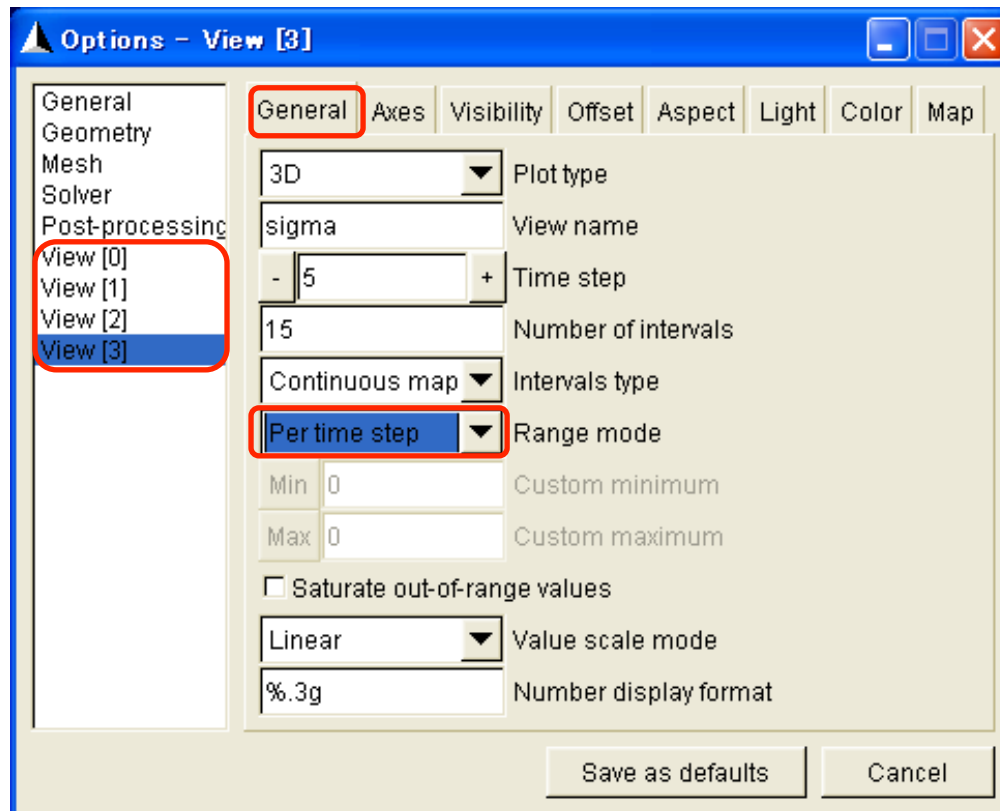 Options - View [3]
General
Geometry
Mesh
Solver
Post-processing
View [0]
View [1]
View [2]
View [3]
General Axes Visibility Offset Aspect Light Color Map
3D Plot type
sigma View name
- 5 + Time step
15 Number of intervals
Continuous map Intervals type
Per time step Range mode
Min 0 Custom minimum
Max 0 Custom maximum
Saturate out-of-range values
Linear Value scale mode
%.3g Number display format
Save as defaults Cancel